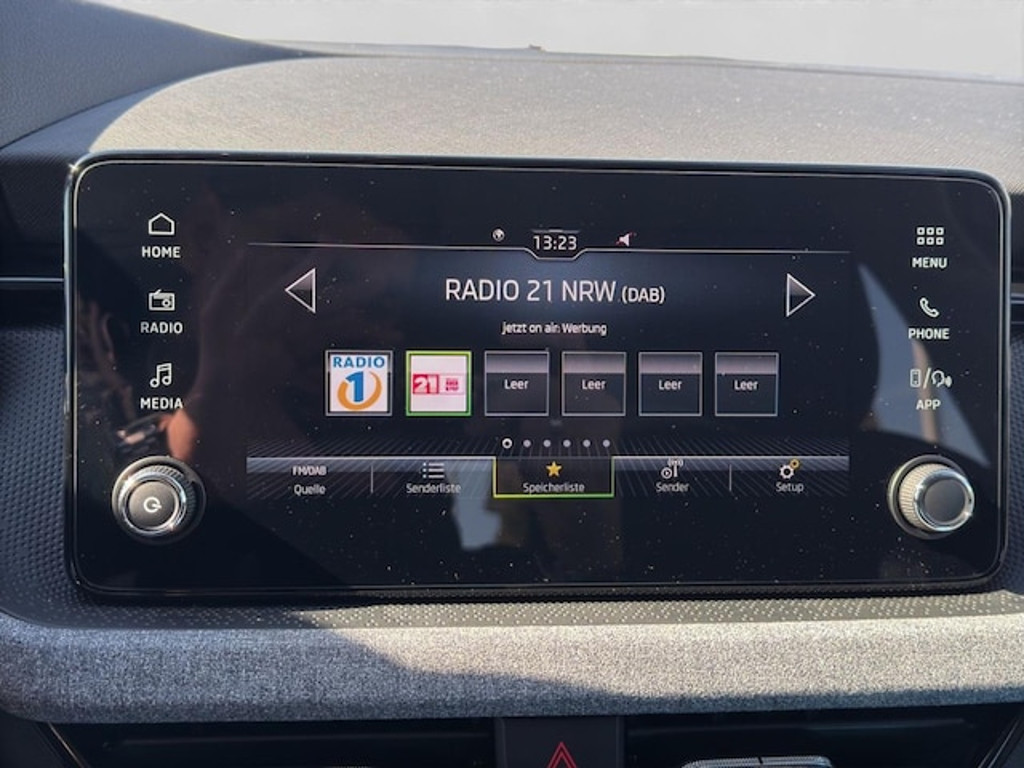 13:23
HOME
MENU
RADIO 21 NRW (DAB)
RADIO
Jetzt on air: Werbung
PHONE
RADIO
1
21
Leer
Leer
Leer
Leer
MEDIA
APP
FM/DAB
Quelle
Senderliste
Speicherliste
Sender
Setup